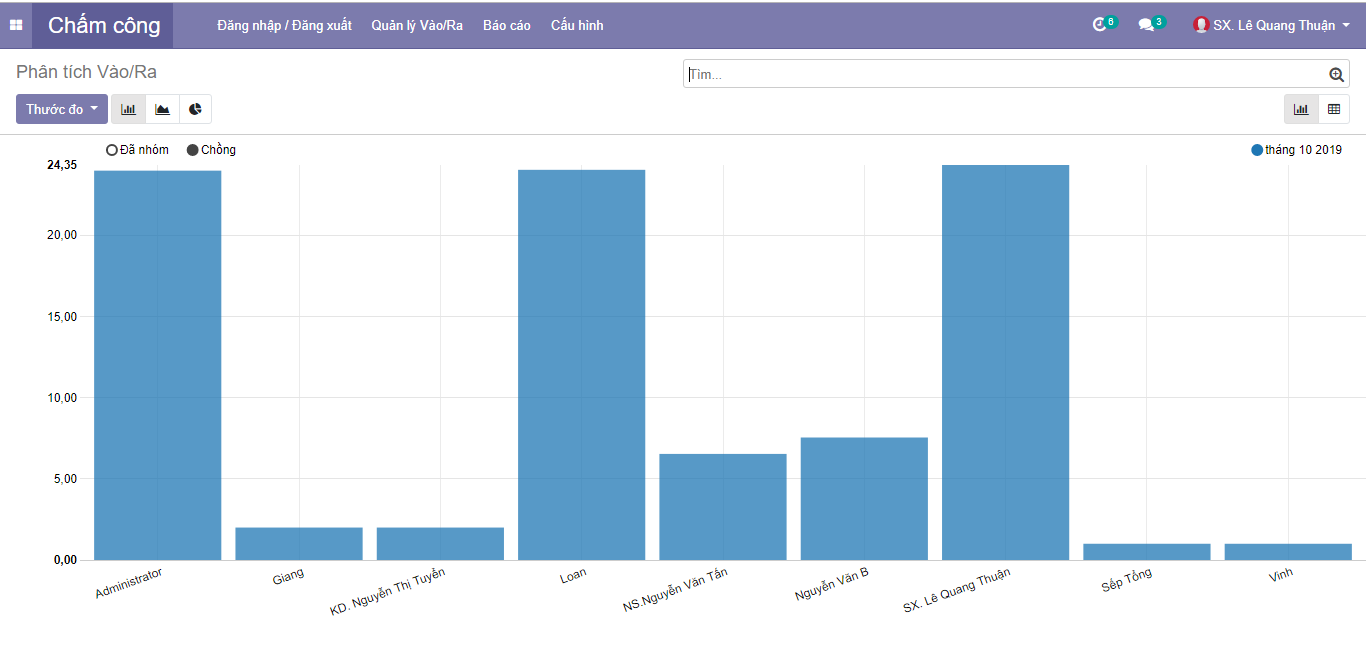 Chấm công
Đăng nhập / Đăng xuất Quản lý Vào/Ra Báo cáo Cấu hình
6 3 SX. Lê Quang Thuận
Phân tích Vào/Ra
Tìm...
Thước đo
Đã nhóm Chồng
tháng 10 2019
24,35
20,00
15,00
10,00
5,00
0,00
Administrator
Giang
KD. Nguyễn Thị Tuyển
Loan
NS.Nguyễn Văn Tấn
Nguyễn Văn B
SX. Lê Quang Thuận
Sếp Tổng
Vinh